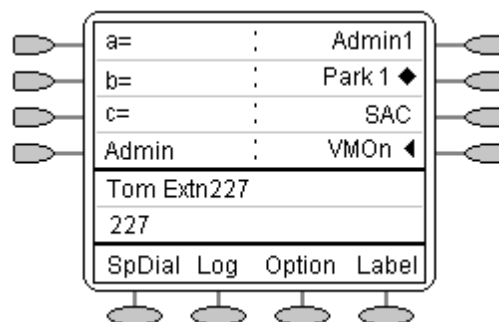 a= Admin1
b= Park 1 ◆
c= SAC
Admin VMOn ◀
Tom Extn227
227
SpDial Log Option Label